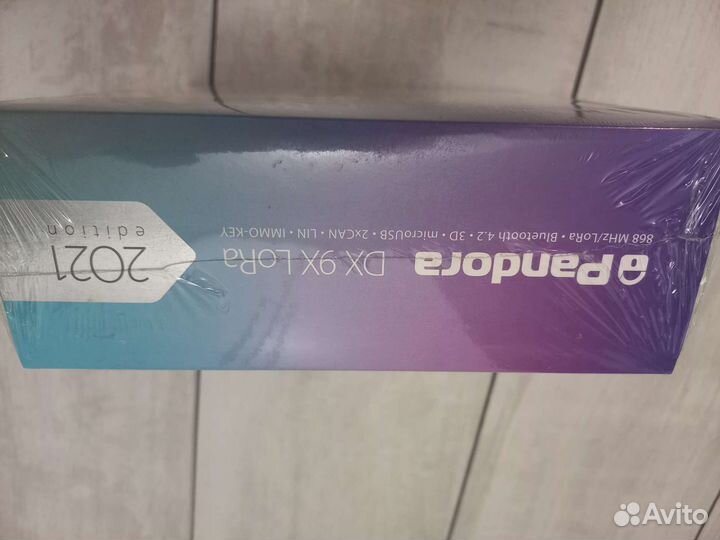 Pandora DX 9X LoRa
868 MHz/LoRa • Bluetooth 4.2 • 3D • microUSB • 2xCAN • LIN • IMMO-KEY
2021
edition
Avito